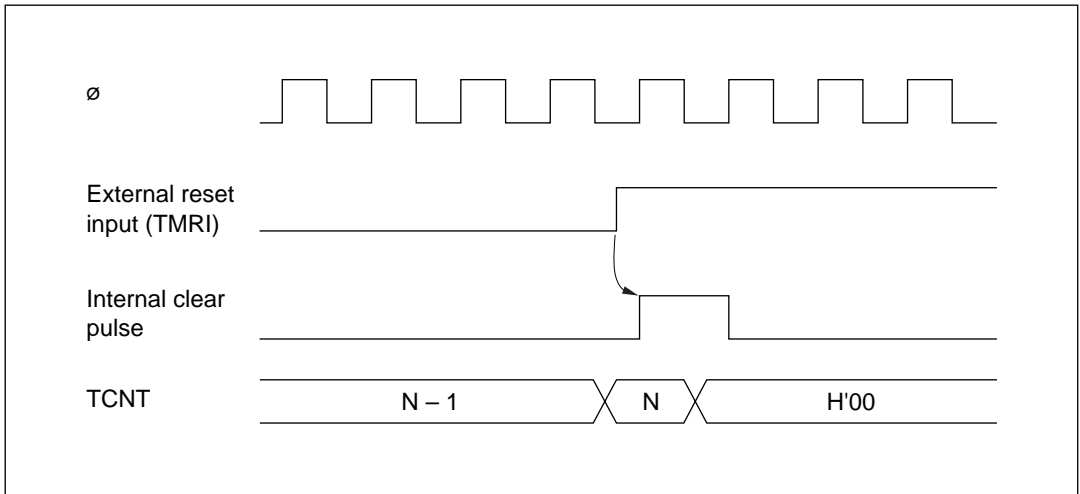 ø
External reset
input (TMRI)
Internal clear
pulse
TCNT
N – 1
N
H'00